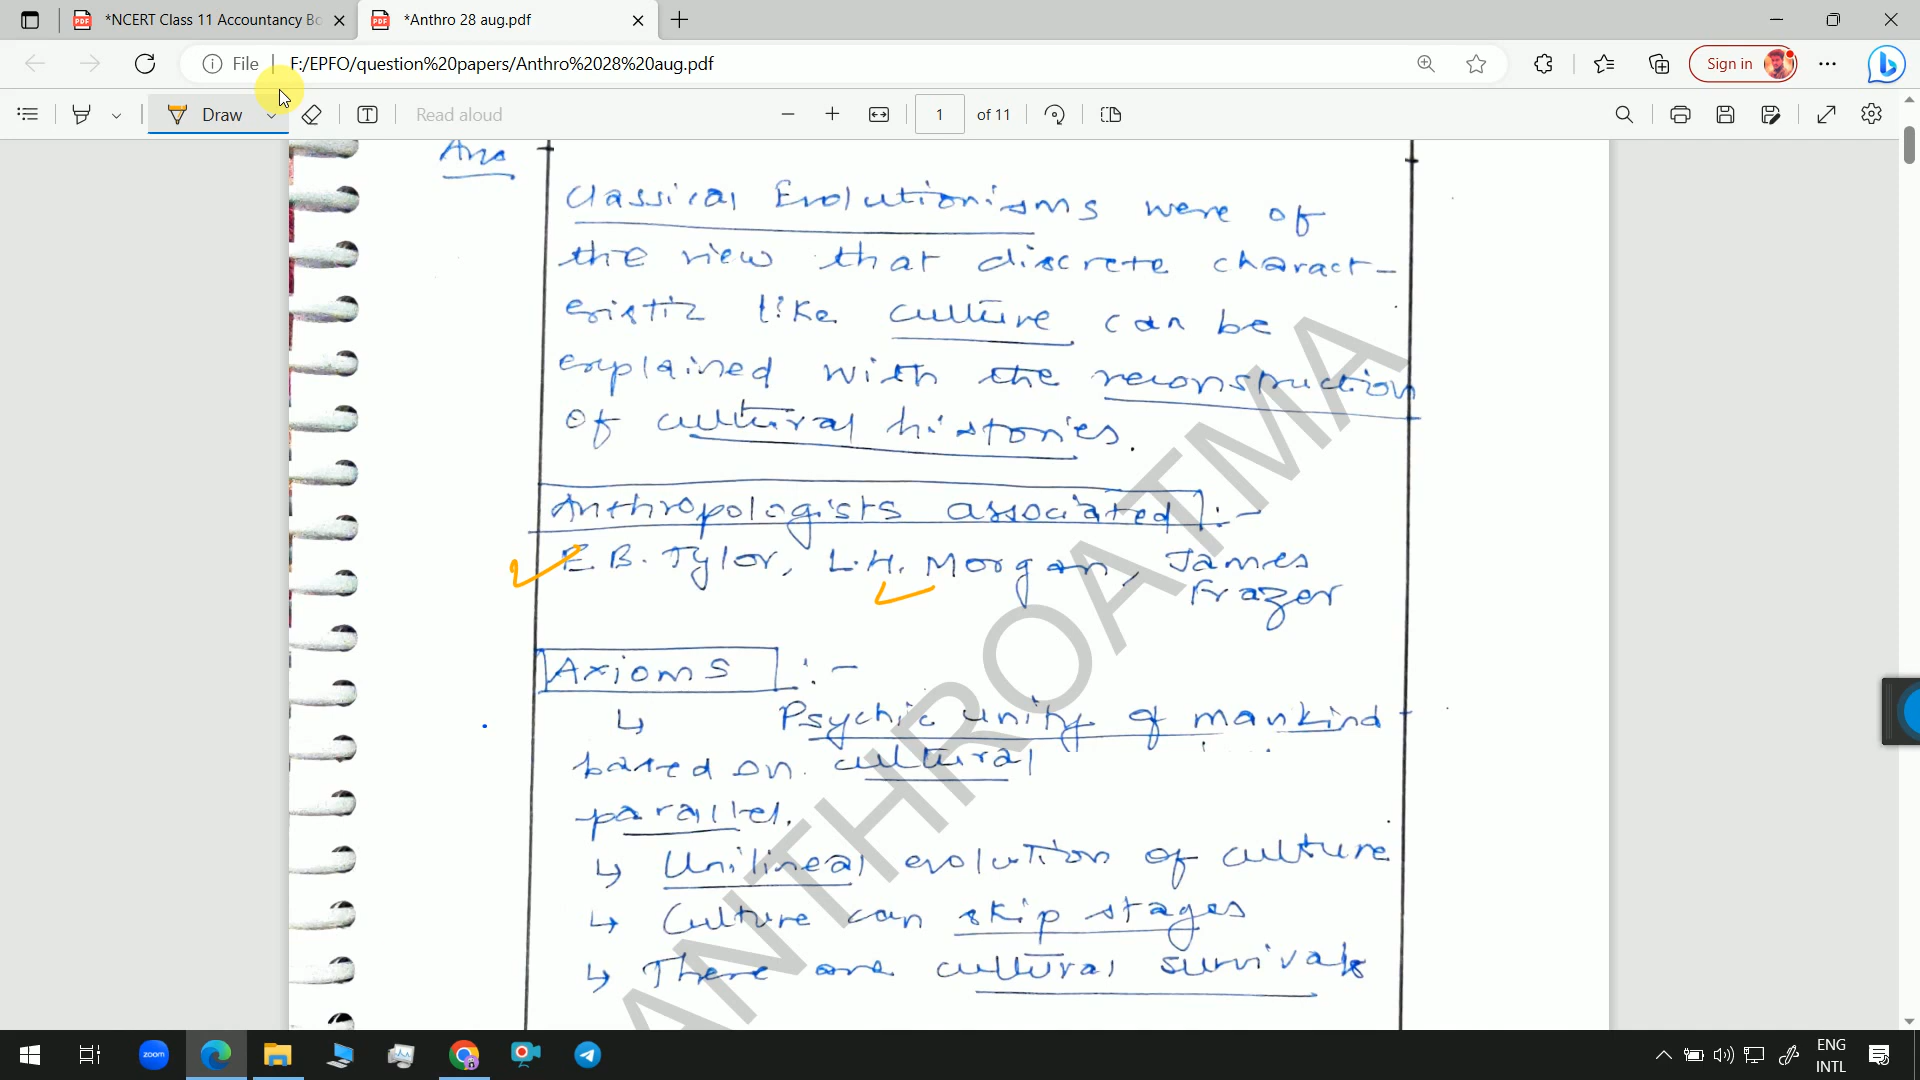 *NCERT Class 11 Accountancy Bo
*Anthro 28 aug.pdf
File
F:/EPFO/question%20papers/Anthro%2028%20aug.pdf
Sign in
Draw
Read aloud
1
of 11
Ans
Classical Evolutionisms were of
the view that discrete charact-
eristic like culture can be
explained with the reconstruction
of cultural histories.
Anthropologists associated :-
E.B. Tylor, L.H. Morgan, James
Frazer
Axioms :-
↳ Psychic unity of mankind
based on cultural
parallel.
↳ Unilineal evolution of culture
↳ Culture can skip stages
↳ There are cultural survivals
ANTHROATMA
zoom
ENG
INTL